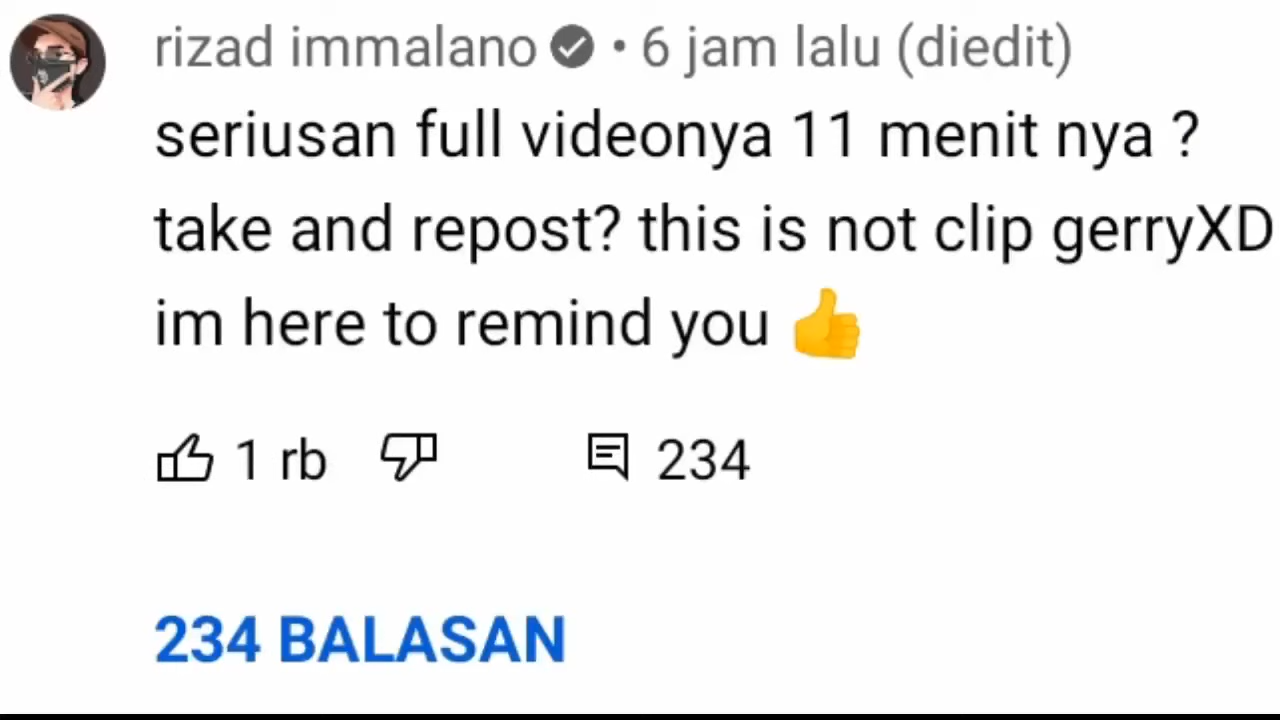 rizad immalano • 6 jam lalu (diedit)
seriusan full videonya 11 menit nya ?
take and repost? this is not clip gerryXD
im here to remind you 👍
1 rb 234
234 BALASAN